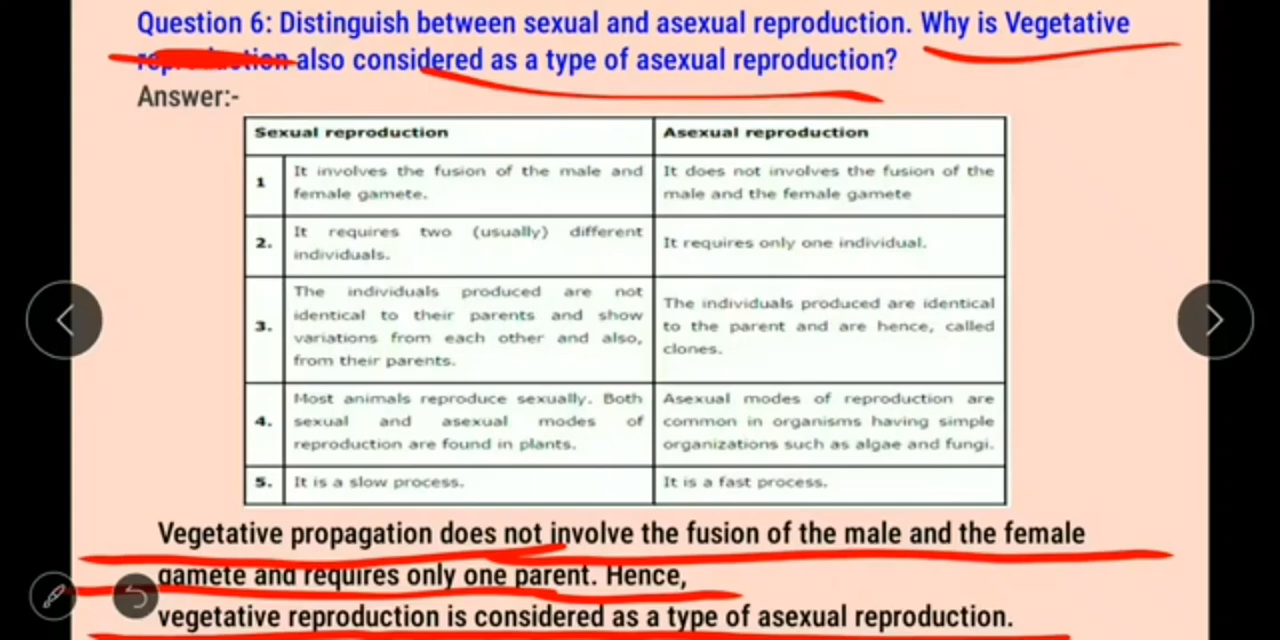 Question 6: Distinguish between sexual and asexual reproduction. Why is Vegetative
reproduction also considered as a type of asexual reproduction?
Answer:-
Sexual reproduction
Asexual reproduction
1
It involves the fusion of the male and
female gamete.
It does not involves the fusion of the
male and the female gamete
2.
It requires two (usually) different
individuals.
It requires only one individual.
3.
The individuals produced are not
identical to their parents and show
variations from each other and also,
from their parents.
The individuals produced are identical
to the parent and are hence, called
clones.
4.
Most animals reproduce sexually. Both
sexual and asexual modes of
reproduction are found in plants.
Asexual modes of reproduction are
common in organisms having simple
organizations such as algae and fungi.
5.
It is a slow process.
It is a fast process.
Vegetative propagation does not involve the fusion of the male and the female
gamete and requires only one parent. Hence,
vegetative reproduction is considered as a type of asexual reproduction.